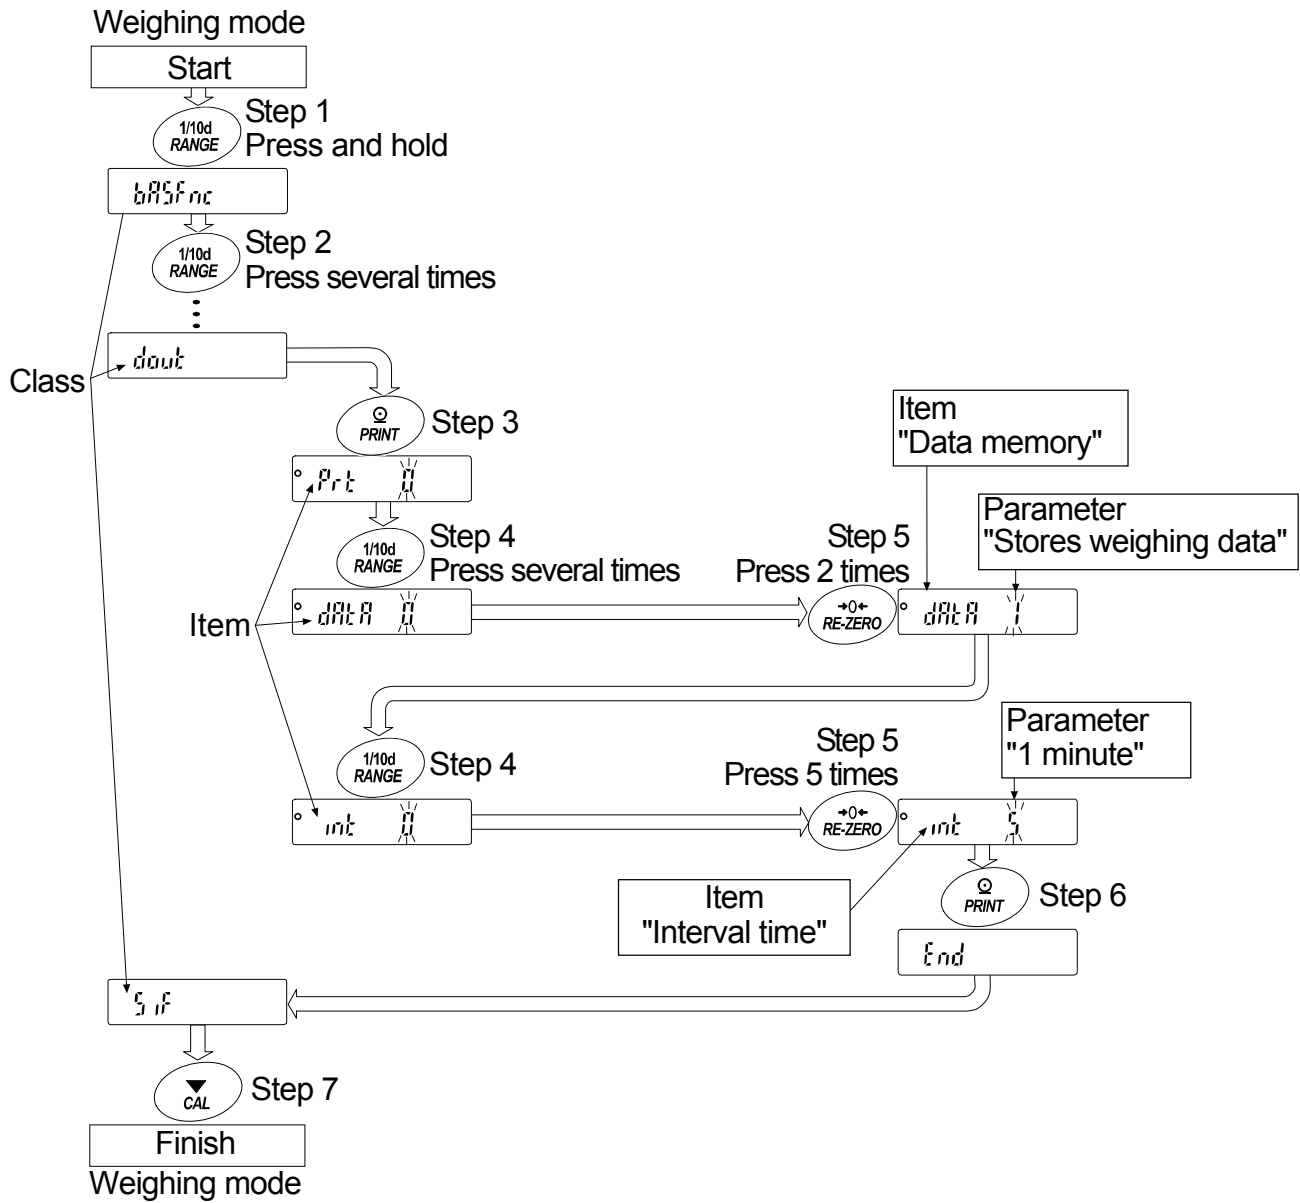 Weighing mode
Start
1/10d
RANGE
Step 1
Press and hold
bASFnc
1/10d
RANGE
Step 2
Press several times
dout
Class
PRINT
Step 3
Prt 0
1/10d
RANGE
Step 4
Press several times
Item
dAtA 0
Step 5
Press 2 times
→0←
RE-ZERO
Item
"Data memory"
Parameter
"Stores weighing data"
dAtA 1
1/10d
RANGE
Step 4
int 0
Step 5
Press 5 times
→0←
RE-ZERO
Parameter
"1 minute"
int 5
Item
"Interval time"
PRINT
Step 6
End
SiF
CAL
Step 7
Finish
Weighing mode